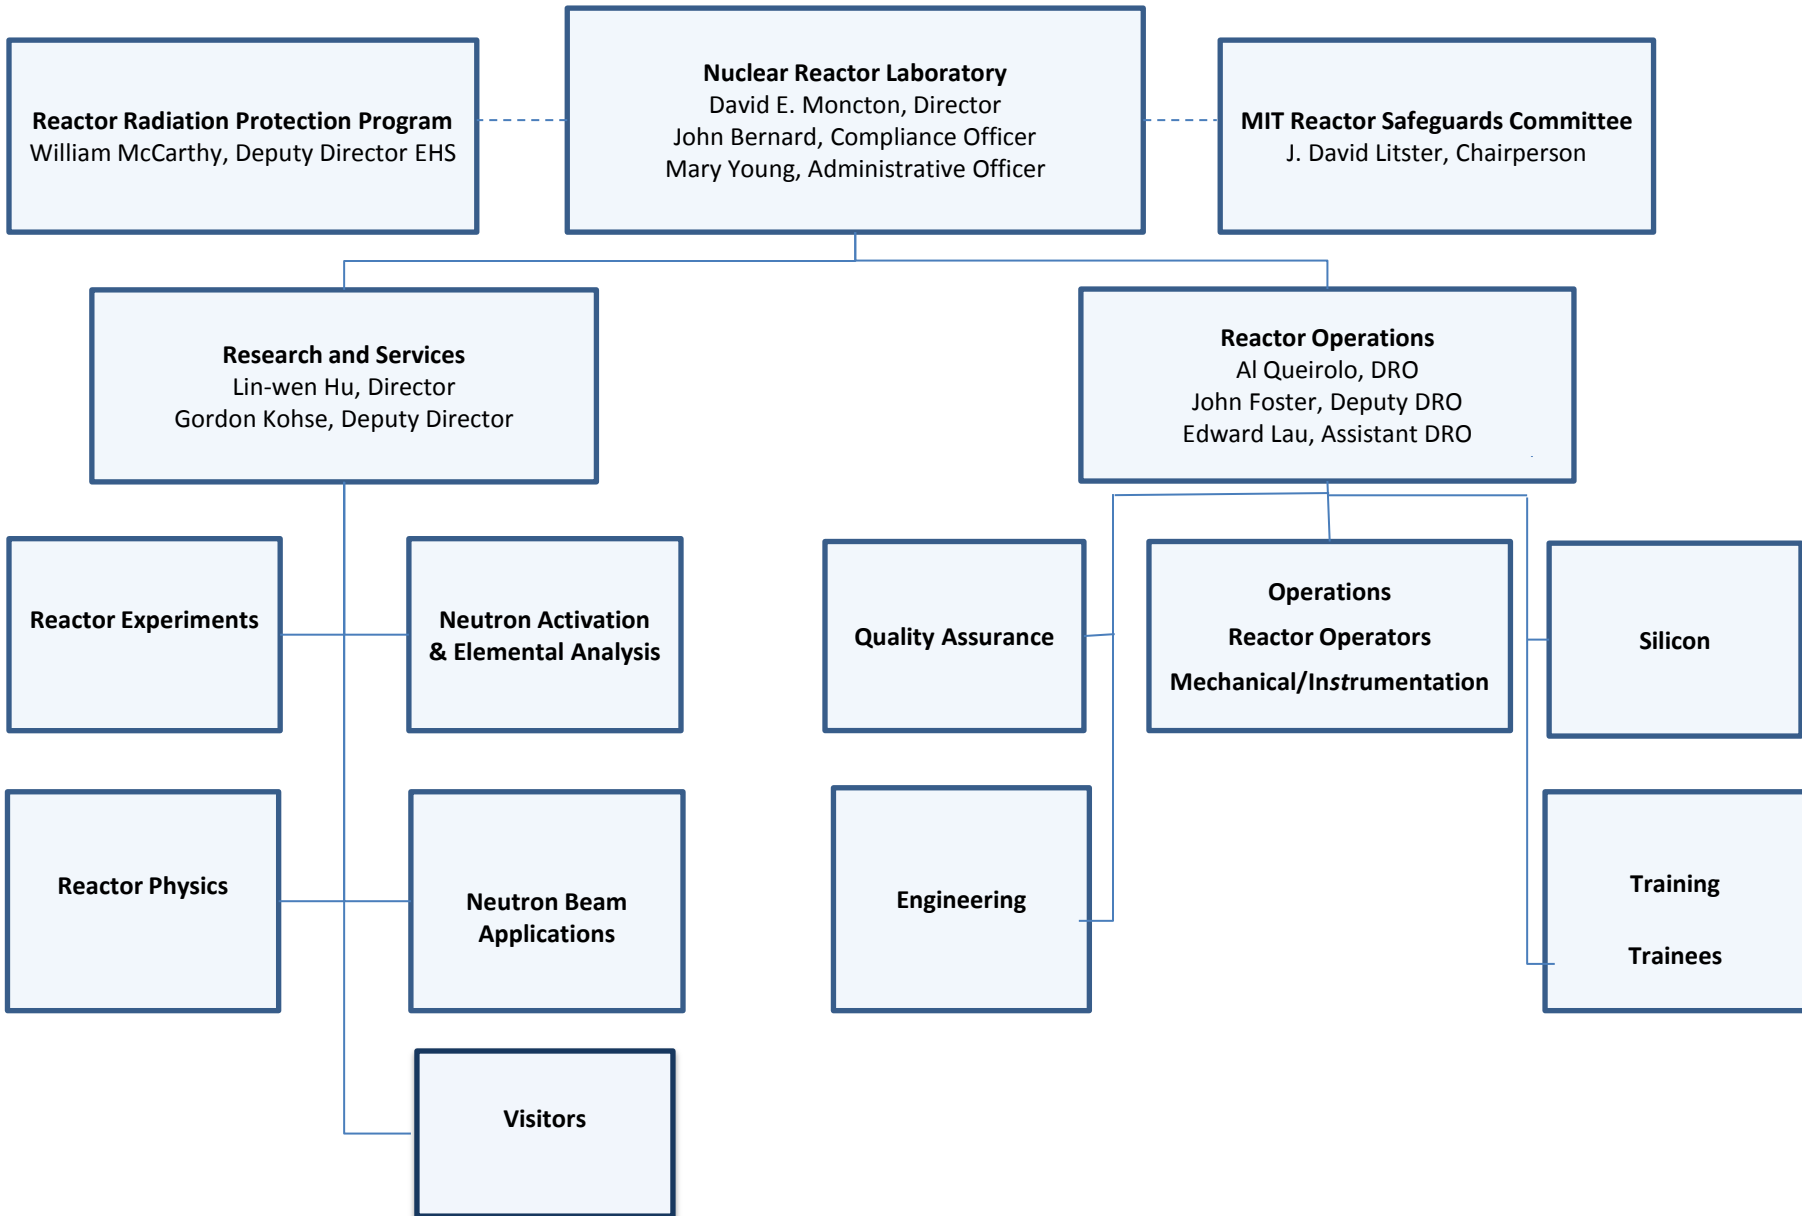 Reactor Radiation Protection Program
William McCarthy, Deputy Director EHS
Nuclear Reactor Laboratory
David E. Moncton, Director
John Bernard, Compliance Officer
Mary Young, Administrative Officer
MIT Reactor Safeguards Committee
J. David Litster, Chairperson
Research and Services
Lin-wen Hu, Director
Gordon Kohse, Deputy Director
Reactor Operations
Al Queirolo, DRO
John Foster, Deputy DRO
Edward Lau, Assistant DRO
Reactor Experiments
Neutron Activation
& Elemental Analysis
Quality Assurance
Operations
Reactor Operators
Mechanical/Instrumentation
Silicon
Reactor Physics
Neutron Beam
Applications
Engineering
Training
Trainees
Visitors